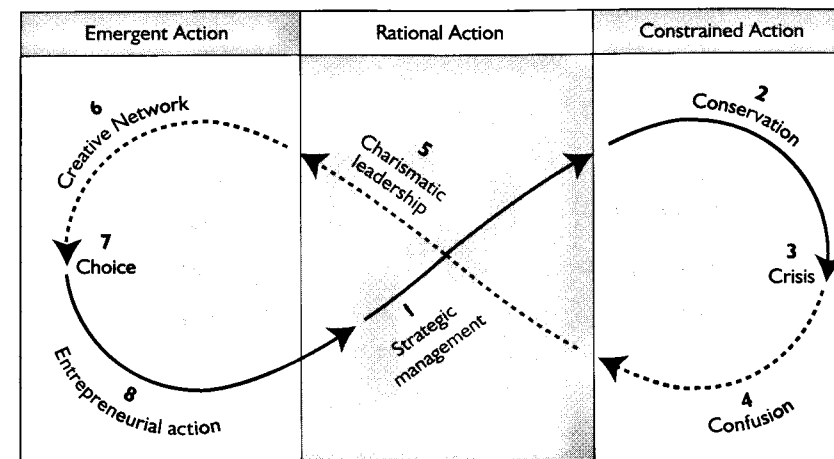 Emergent Action
Rational Action
Constrained Action
6
Creative Network
7
Choice
8
Entrepreneurial action
5
Charismatic
leadership
1
Strategic
management
2
Conservation
3
Crisis
4
Confusion